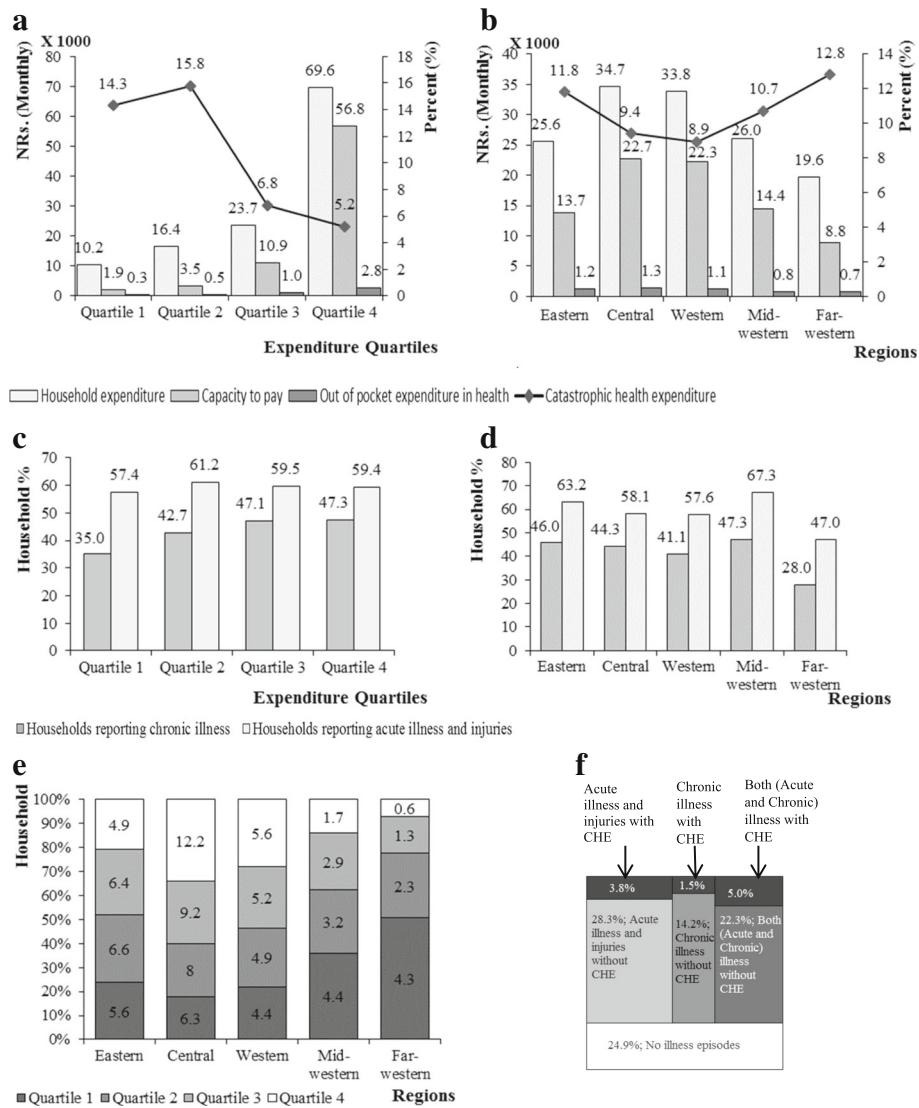 a
X 1000
NRs. (Monthly)
80
70
60
50
40
30
20
10
0
18
16
14
12
10
8
6
4
2
0
Percent (%)
14.3
15.8
6.8
5.2
10.2
1.9
0.3
16.4
3.5
0.5
23.7
10.9
1.0
69.6
56.8
2.8
Quartile 1
Quartile 2
Quartile 3
Quartile 4
Expenditure Quartiles
b
X 1000
NRs. (Monthly)
40
35
30
25
20
15
10
5
0
14
12
10
8
6
4
2
0
Percent (%)
11.8
9.4
8.9
10.7
12.8
25.6
13.7
1.2
34.7
22.7
1.3
33.8
22.3
1.1
26.0
14.4
0.8
19.6
8.8
0.7
Eastern
Central
Western
Mid-
western
Far-
western
Regions
Household expenditure
Capacity to pay
Out of pocket expenditure in health
Catastrophic health expenditure
c
Household %
70
60
50
40
30
20
10
0
35.0
57.4
42.7
61.2
47.1
59.5
47.3
59.4
Quartile 1
Quartile 2
Quartile 3
Quartile 4
Expenditure Quartiles
d
Household %
80
70
60
50
40
30
20
10
0
46.0
63.2
44.3
58.1
41.1
57.6
47.3
67.3
28.0
47.0
Eastern
Central
Western
Mid-
western
Far-
western
Regions
Households reporting chronic illness
Households reporting acute illness and injuries
e
Household
100%
90%
80%
70%
60%
50%
40%
30%
20%
10%
0%
4.9
6.4
6.6
5.6
12.2
9.2
8
6.3
5.6
5.2
4.9
4.4
1.7
2.9
3.2
4.4
0.6
1.3
2.3
4.3
Eastern
Central
Western
Mid-
western
Far-
western
Regions
Quartile 1
Quartile 2
Quartile 3
Quartile 4
f
Acute
illness and
injuries with
CHE
Chronic
illness
with
CHE
Both (Acute
and Chronic)
illness with
CHE
3.8%
1.5%
5.0%
28.3%; Acute
illness and
injuries
without
CHE
14.2%;
Chronic
illness
without
CHE
22.3%; Both
(Acute and
Chronic)
illness
without
CHE
24.9%; No illness episodes